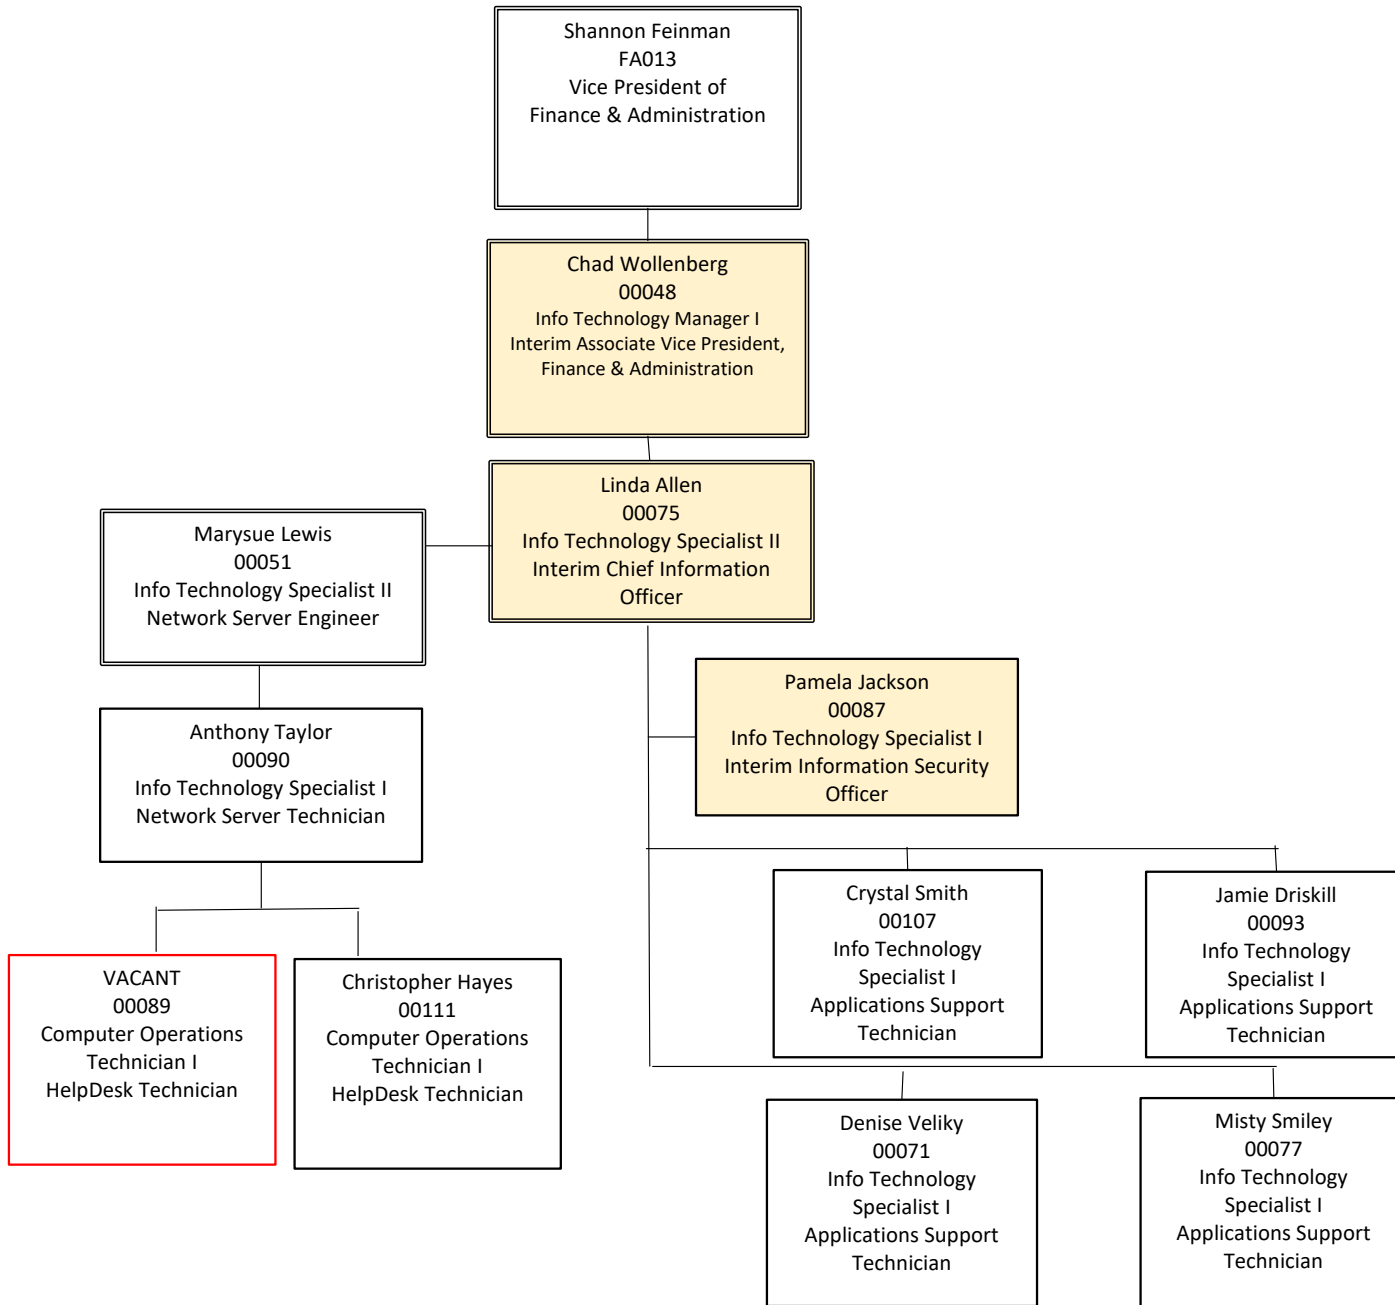 Shannon Feinman
FA013
Vice President of
Finance & Administration
Chad Wollenberg
00048
Info Technology Manager I
Interim Associate Vice President,
Finance & Administration
Linda Allen
00075
Info Technology Specialist II
Interim Chief Information
Officer
Marysue Lewis
00051
Info Technology Specialist II
Network Server Engineer
Pamela Jackson
00087
Info Technology Specialist I
Interim Information Security
Officer
Anthony Taylor
00090
Info Technology Specialist I
Network Server Technician
Crystal Smith
00107
Info Technology
Specialist I
Applications Support
Technician
Jamie Driskill
00093
Info Technology
Specialist I
Applications Support
Technician
VACANT
00089
Computer Operations
Technician I
HelpDesk Technician
Christopher Hayes
00111
Computer Operations
Technician I
HelpDesk Technician
Denise Veliky
00071
Info Technology
Specialist I
Applications Support
Technician
Misty Smiley
00077
Info Technology
Specialist I
Applications Support
Technician